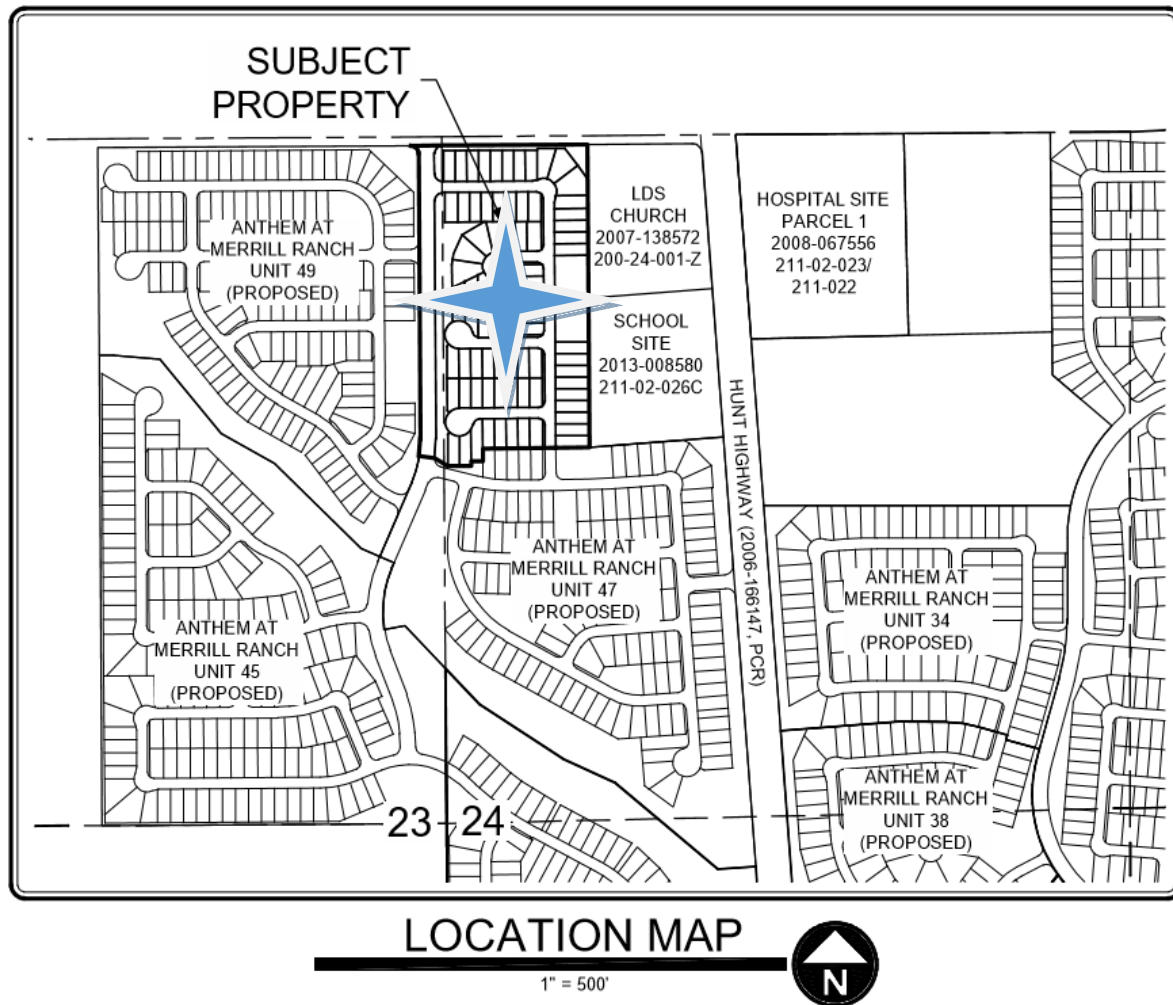 SUBJECT
PROPERTY
LDS
CHURCH
2007-138572
200-24-001-Z
HOSPITAL SITE
PARCEL 1
2008-067556
211-02-023/
211-022
ANTHEM AT
MERRILL RANCH
UNIT 49
(PROPOSED)
SCHOOL
SITE
2013-008580
211-02-026C
HUNT HIGHWAY (2006-166147, PCR)
ANTHEM AT
MERRILL RANCH
UNIT 47
(PROPOSED)
ANTHEM AT
MERRILL RANCH
UNIT 34
(PROPOSED)
ANTHEM AT
MERRILL RANCH
UNIT 45
(PROPOSED)
ANTHEM AT
MERRILL RANCH
UNIT 38
(PROPOSED)
23 24
LOCATION MAP
1" = 500'
N